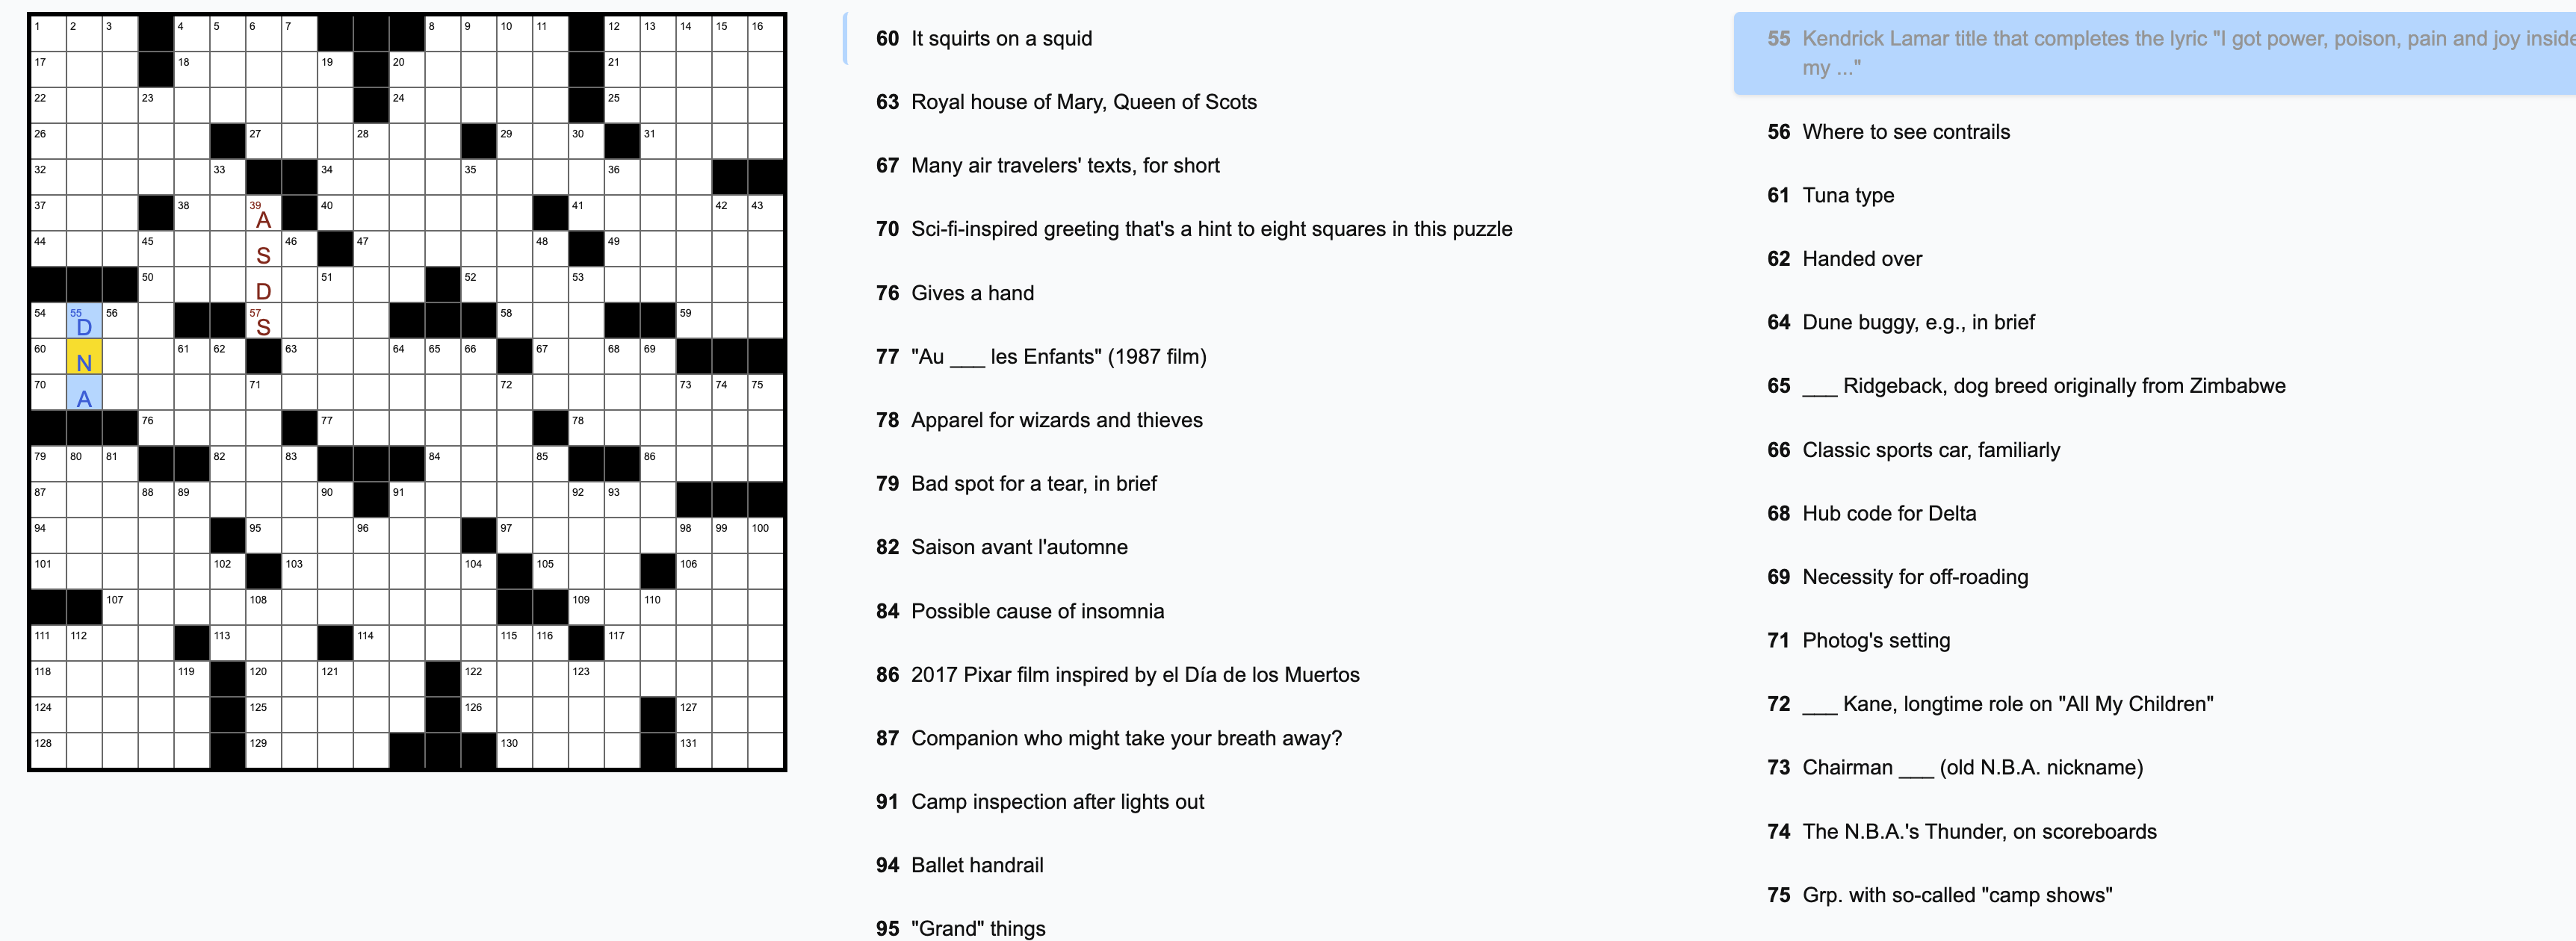 1 2 3 4 5 6 7 8 9 10 11 12 13 14 15 16
17 18 19 20 21
22 23 24 25
26 27 28 29 30 31
32 33 34 35 36
37 38 39 40 41 42 43
A
44 45 46 47 48 49
S
50 51 52 53
D
54 55 56 57 58 59
D S
60 61 62 63 64 65 66 67 68 69
N
70 71 72 73 74 75
A
76 77 78
79 80 81 82 83 84 85 86
87 88 89 90 91 92 93
94 95 96 97 98 99 100
101 102 103 104 105 106
107 108 109 110
111 112 113 114 115 116 117
118 119 120 121 122 123
124 125 126 127
128 129 130 131
60 It squirts on a squid
63 Royal house of Mary, Queen of Scots
67 Many air travelers' texts, for short
70 Sci-fi-inspired greeting that's a hint to eight squares in this puzzle
76 Gives a hand
77 "Au ___ les Enfants" (1987 film)
78 Apparel for wizards and thieves
79 Bad spot for a tear, in brief
82 Saison avant l'automne
84 Possible cause of insomnia
86 2017 Pixar film inspired by el Día de los Muertos
87 Companion who might take your breath away?
91 Camp inspection after lights out
94 Ballet handrail
95 "Grand" things
55 Kendrick Lamar title that completes the lyric "I got power, poison, pain and joy inside
my ..."
56 Where to see contrails
61 Tuna type
62 Handed over
64 Dune buggy, e.g., in brief
65 ___ Ridgeback, dog breed originally from Zimbabwe
66 Classic sports car, familiarly
68 Hub code for Delta
69 Necessity for off-roading
71 Photog's setting
72 ___ Kane, longtime role on "All My Children"
73 Chairman ___ (old N.B.A. nickname)
74 The N.B.A.'s Thunder, on scoreboards
75 Grp. with so-called "camp shows"